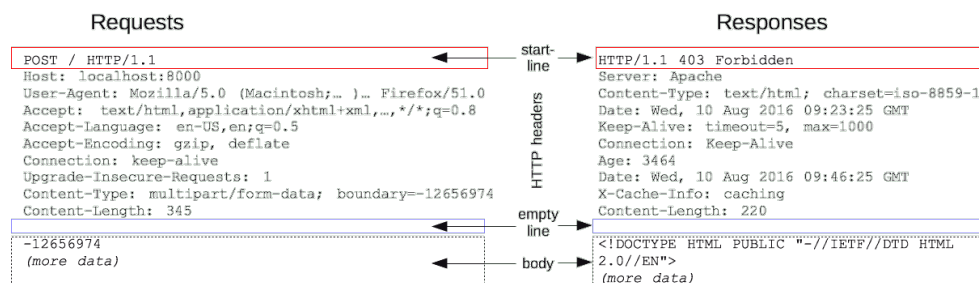 Requests
POST / HTTP/1.1
Host: localhost:8000
User-Agent: Mozilla/5.0 (Macintosh;… )… Firefox/51.0
Accept: text/html,application/xhtml+xml,…,*/*;q=0.8
Accept-Language: en-US,en;q=0.5
Accept-Encoding: gzip, deflate
Connection: keep-alive
Upgrade-Insecure-Requests: 1
Content-Type: multipart/form-data; boundary=-12656974
Content-Length: 345
-12656974
(more data)
start-
line
HTTP headers
empty
line
body
Responses
HTTP/1.1 403 Forbidden
Server: Apache
Content-Type: text/html; charset=iso-8859-1
Date: Wed, 10 Aug 2016 09:23:25 GMT
Keep-Alive: timeout=5, max=1000
Connection: Keep-Alive
Age: 3464
Date: Wed, 10 Aug 2016 09:46:25 GMT
X-Cache-Info: caching
Content-Length: 220
<!DOCTYPE HTML PUBLIC "-//IETF//DTD HTML
2.0//EN">
(more data)